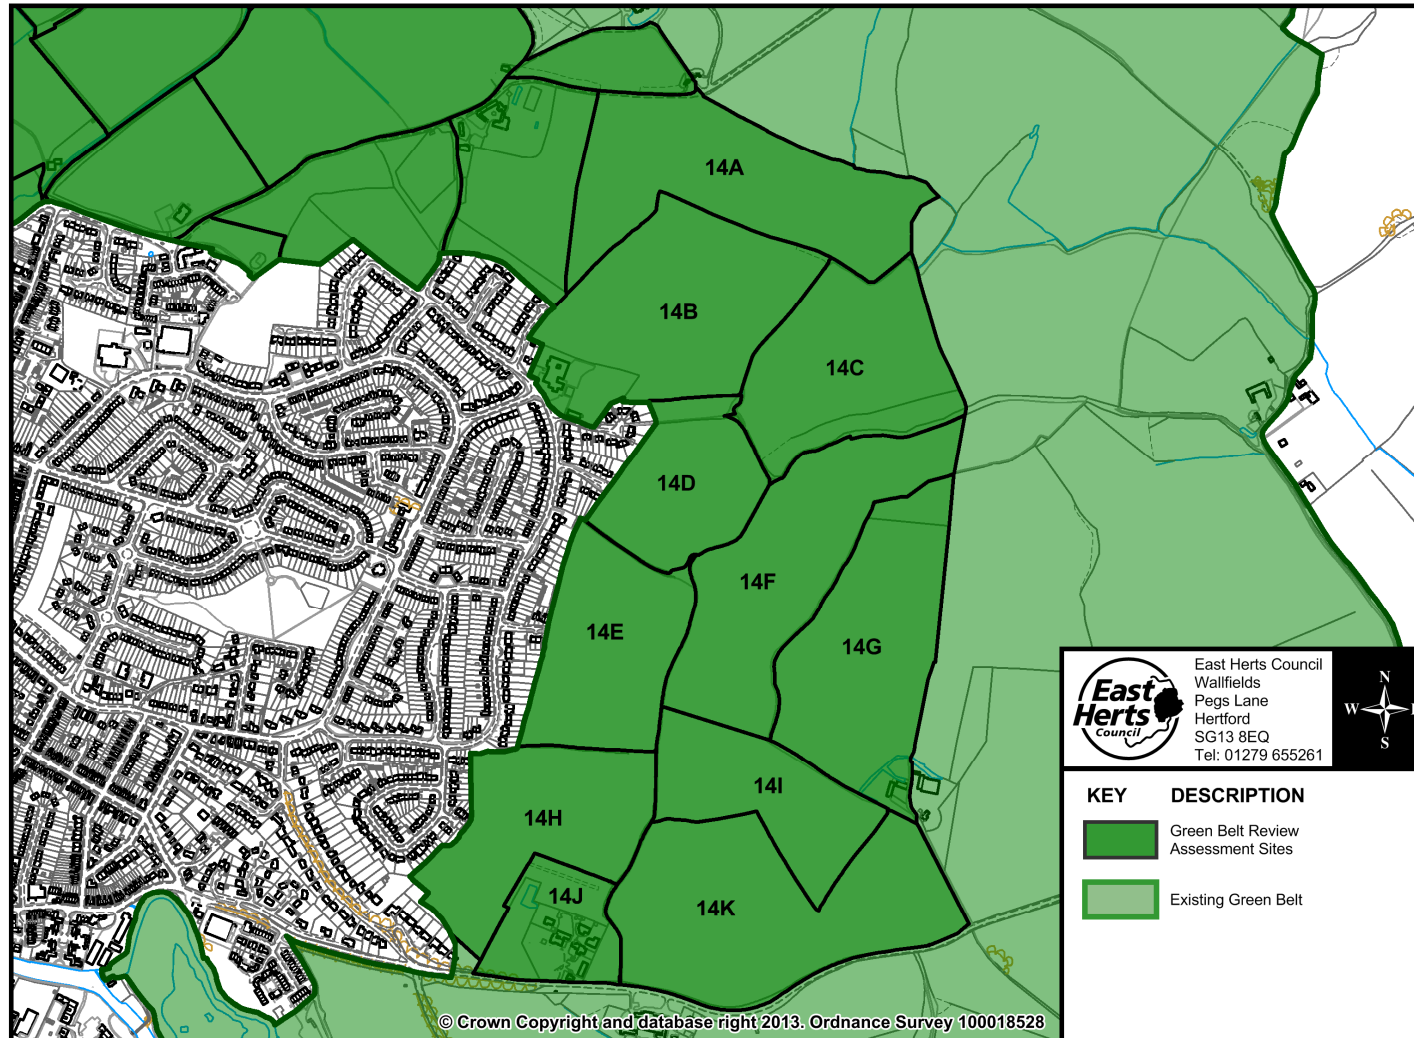 14A
14B
14C
14D
14F
14E
14G
14I
14H
14J
14K
East
Herts
Council
East Herts Council
Wallfields
Pegs Lane
Hertford
SG13 8EQ
Tel: 01279 655261
N
W
S
KEY DESCRIPTION
Green Belt Review
Assessment Sites
Existing Green Belt
© Crown Copyright and database right 2013. Ordnance Survey 100018528